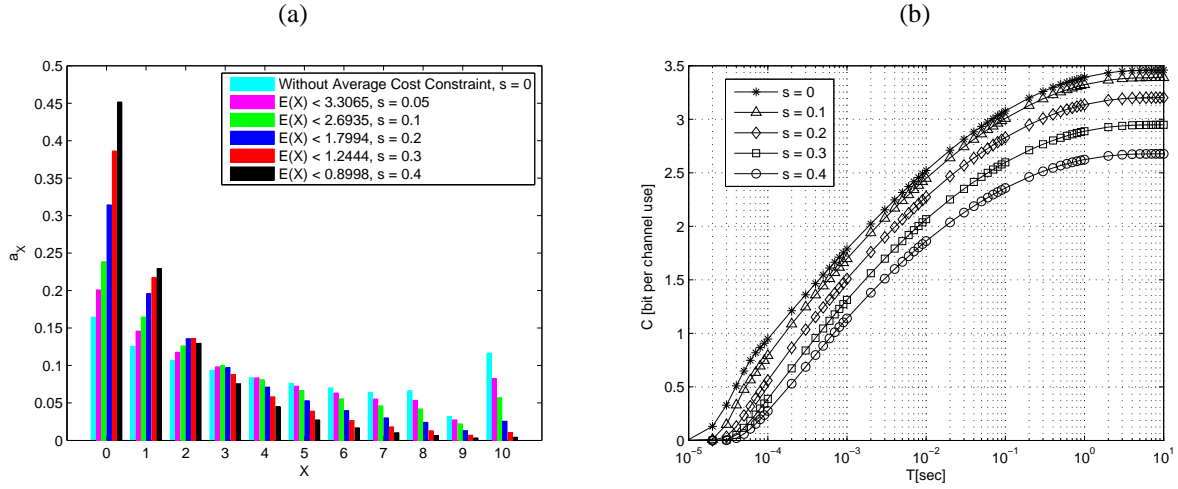 (a)
(b)
0.5
0.45
0.4
0.35
0.3
0.25
0.2
0.15
0.1
0.05
0
a_X
Without Average Cost Constraint, s = 0
E(X) < 3.3065, s = 0.05
E(X) < 2.6935, s = 0.1
E(X) < 1.7994, s = 0.2
E(X) < 1.2444, s = 0.3
E(X) < 0.8998, s = 0.4
0 1 2 3 4 5 6 7 8 9 10
X
3.5
3
2.5
2
1.5
1
0.5
0
C [bit per channel use]
s = 0
s = 0.1
s = 0.2
s = 0.3
s = 0.4
10^-5 10^-4 10^-3 10^-2 10^-1 10^0 10^1
T[sec]